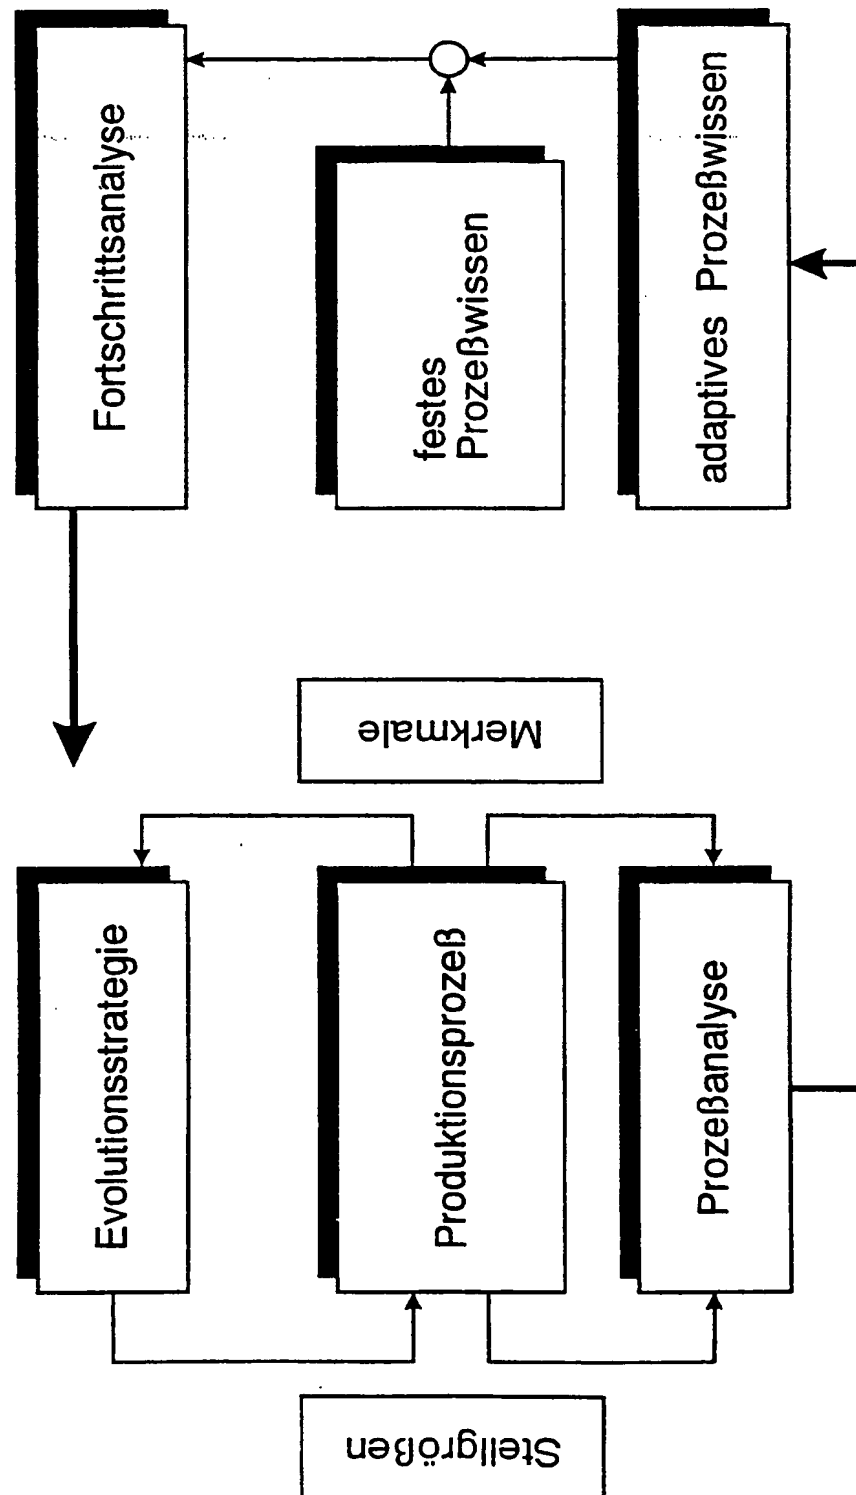 Evolutionsstrategie
Fortschrittsanalyse
Stellgrößen
Produktionsprozeß
Merkmale
festes
Prozeßwissen
Prozeßanalyse
adaptives Prozeßwissen